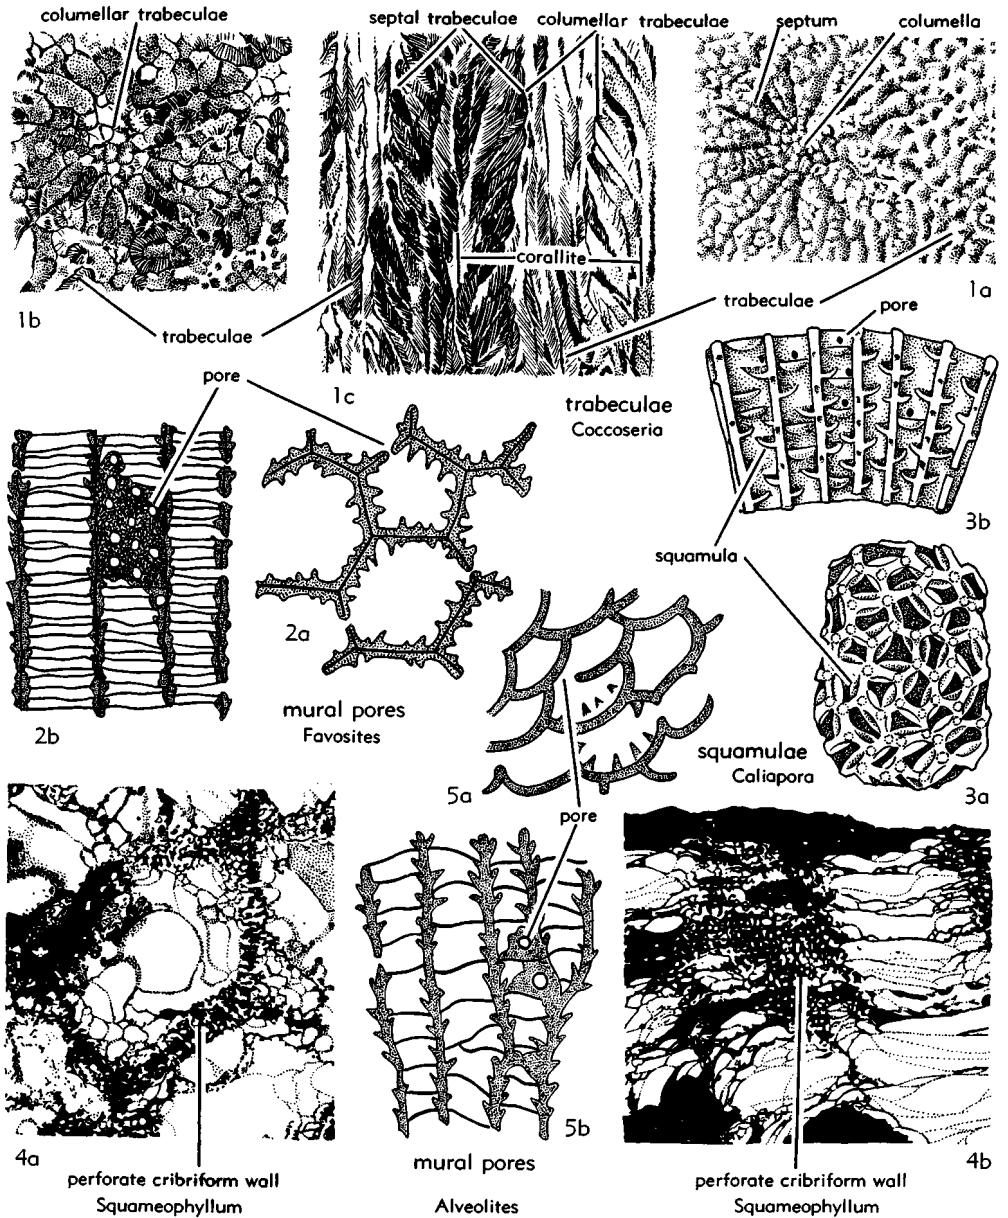 columellar trabeculae
septal trabeculae
columellar trabeculae
septum
columella
corallite
1b
trabeculae
1c
trabeculae
1a
pore
pore
trabeculae
Coccoseria
3b
squamula
2a
2b
mural pores
Favosites
5a
squamulae
Caliapora
3a
pore
4a
5b
4b
perforate cribriform wall
Squameophyllum
mural pores
Alveolites
perforate cribriform wall
Squameophyllum